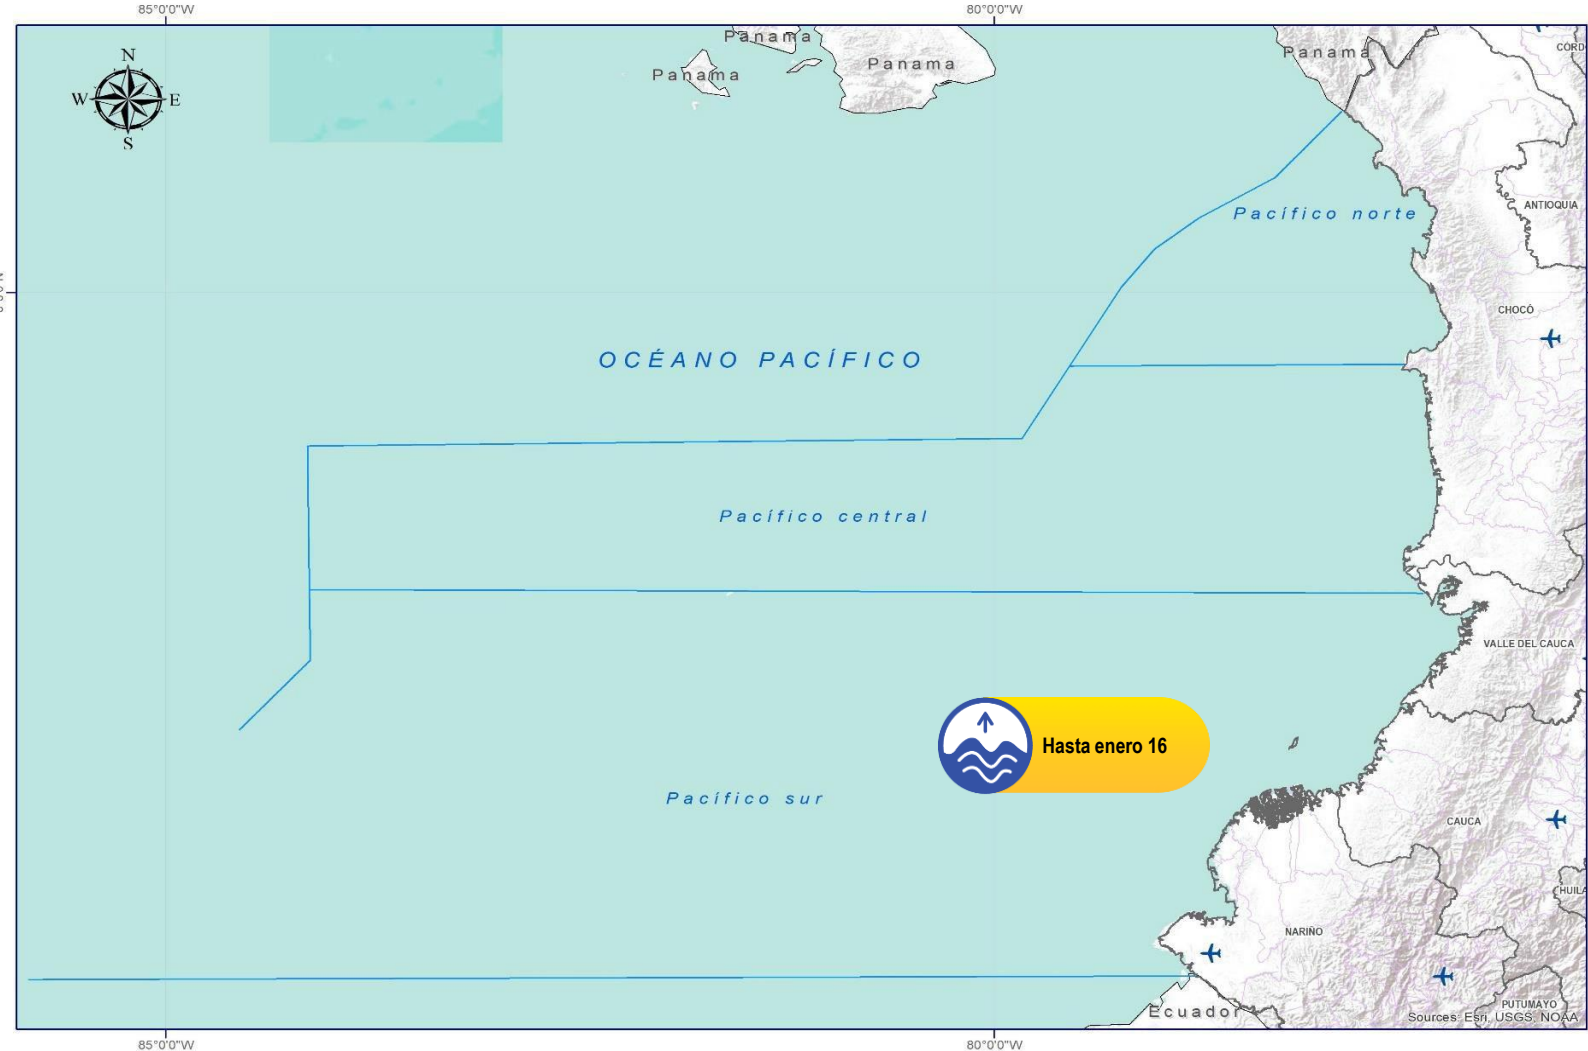 85°0'0"W
80°0'0"W
Panama
Panama
Panama
Panama
N
W
E
S
ANTIOQUIA
Pacífico norte
CHOCÓ
OCÉANO PACÍFICO
Pacífico central
VALLE DEL CAUCA
Hasta enero 16
Pacífico sur
CAUCA
NARIÑO
PUTUMAYO
Ecuador
Sources: Esri, USGS, NOAA
85°0'0"W
80°0'0"W